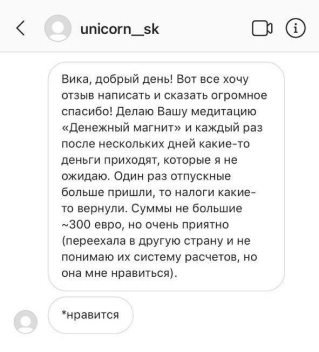 unicorn__sk
Вика, добрый день! Вот все хочу
отзыв написать и сказать огромное
спасибо! Делаю Вашу медитацию
«Денежный магнит» и каждый раз
после нескольких дней какие-то
деньги приходят, которые я не
ожидаю. Один раз отпускные
больше пришли, то налоги какие-
то вернули. Суммы не большие
~300 евро, но очень приятно
(переехала в другую страну и не
понимаю их систему расчетов, но
она мне нравиться).
*нравится